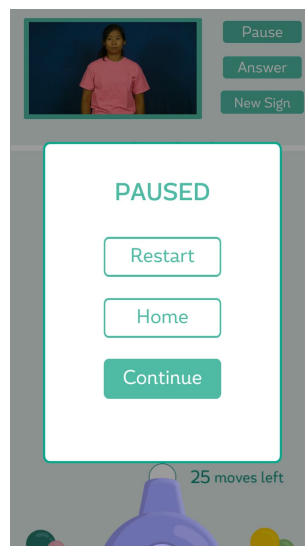 Pause
Answer
New Sign
PAUSED
Restart
Home
Continue
25 moves left